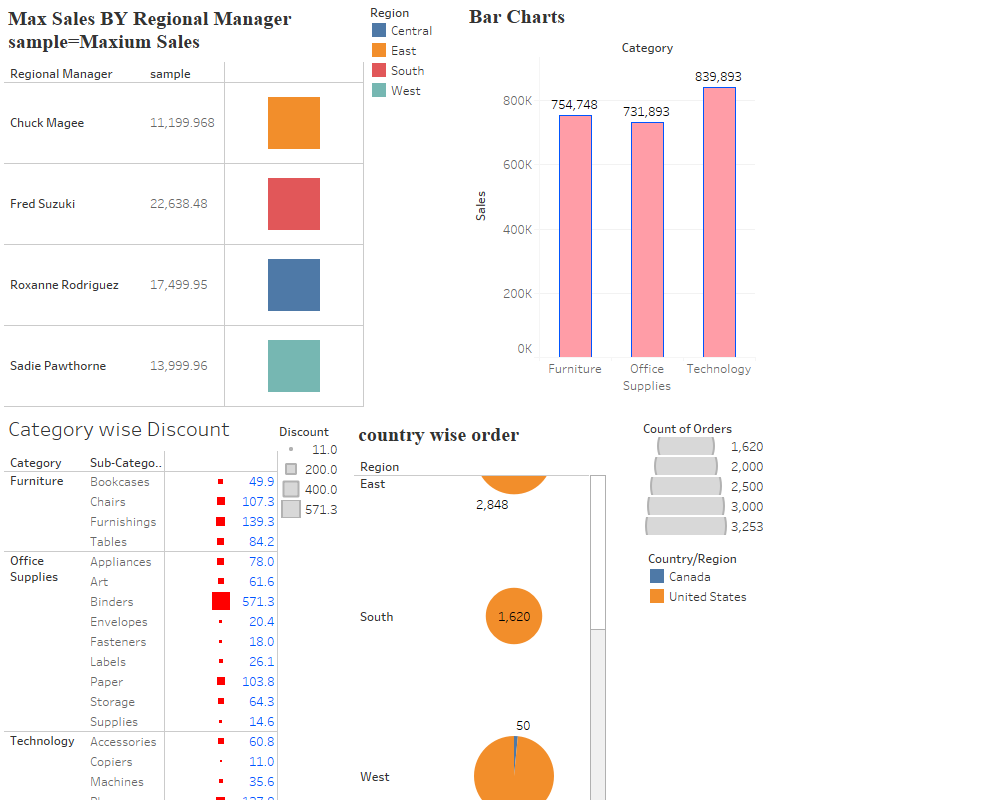 Max Sales BY Regional Manager
sample=Maxium Sales
Regional Manager sample
Chuck Magee 11,199.968
Fred Suzuki 22,638.48
Roxanne Rodriguez 17,499.95
Sadie Pawthorne 13,999.96
Region
Central
East
South
West
Bar Charts
Category
839,893
754,748
731,893
800K
600K
400K
200K
0K
Sales
Furniture
Office
Supplies
Technology
Category wise Discount
Category Sub-Catego..
Furniture Bookcases 49.9
Chairs 107.3
Furnishings 139.3
Tables 84.2
Office
Supplies
Appliances 78.0
Art 61.6
Binders 571.3
Envelopes 20.4
Fasteners 18.0
Labels 26.1
Paper 103.8
Storage 64.3
Supplies 14.6
Technology Accessories 60.8
Copiers 11.0
Machines 35.6
Discount
11.0
200.0
400.0
571.3
country wise order
Region
East
2,848
South
1,620
50
West
Count of Orders
1,620
2,000
2,500
3,000
3,253
Country/Region
Canada
United States